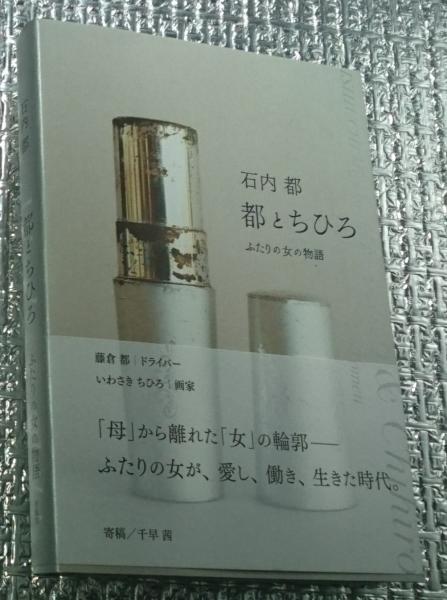 石内 都
都とちひろ
ふたりの女の物語
藤倉 都｜ドライバー
いわさき ちひろ｜画家
「母」から離れた「女」の輪郭――
ふたりの女が、愛し、働き、生きた時代。
寄稿／千早 茜
石内 都
都とちひろ
ふたりの女の物語